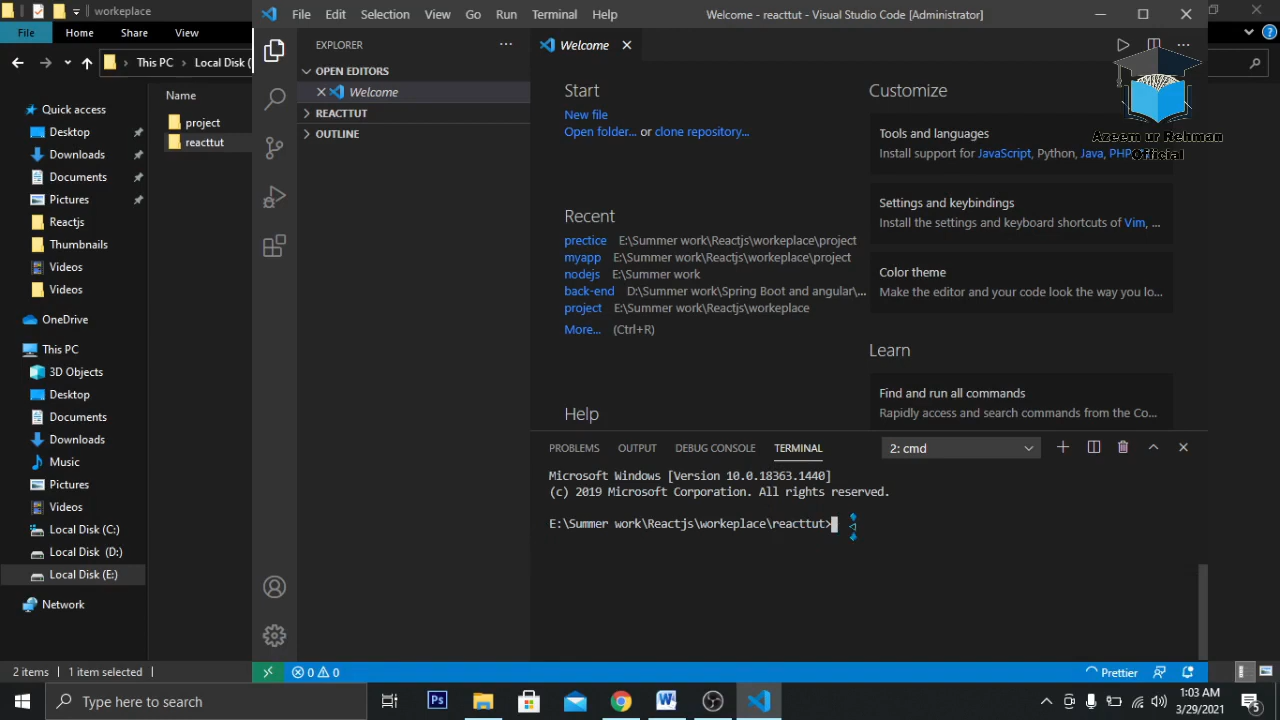 workeplace
File
Home
Share
View
This PC
Local Disk (
Quick access
Desktop
Downloads
Documents
Pictures
Reactjs
Thumbnails
Videos
Videos
OneDrive
This PC
3D Objects
Desktop
Documents
Downloads
Music
Pictures
Videos
Local Disk (C:)
Local Disk (D:)
Local Disk (E:)
Network
Name
project
reacttut
2 items
1 item selected
File Edit Selection View Go Run Terminal Help
Welcome - reacttut - Visual Studio Code [Administrator]
EXPLORER
OPEN EDITORS
Welcome
REACTTUT
OUTLINE
Welcome
Start
New file
Open folder... or clone repository...
Recent
prectice E:\Summer work\Reactjs\workeplace\project
myapp E:\Summer work\Reactjs\workeplace\project
nodejs E:\Summer work
back-end D:\Summer work\Spring Boot and angular\...
project E:\Summer work\Reactjs\workeplace
More... (Ctrl+R)
Help
Customize
Tools and languages
Install support for JavaScript, Python, Java, PHP
Settings and keybindings
Install the settings and keyboard shortcuts of Vim, ...
Color theme
Make the editor and your code look the way you lo...
Learn
Find and run all commands
Rapidly access and search commands from the Co...
Azeem ur Rehman
Official
PROBLEMS OUTPUT DEBUG CONSOLE TERMINAL
2: cmd
Microsoft Windows [Version 10.0.18363.1440]
(c) 2019 Microsoft Corporation. All rights reserved.
E:\Summer work\Reactjs\workeplace\reacttut>
0 0
Prettier
Type here to search
1:03 AM
3/29/2021
5